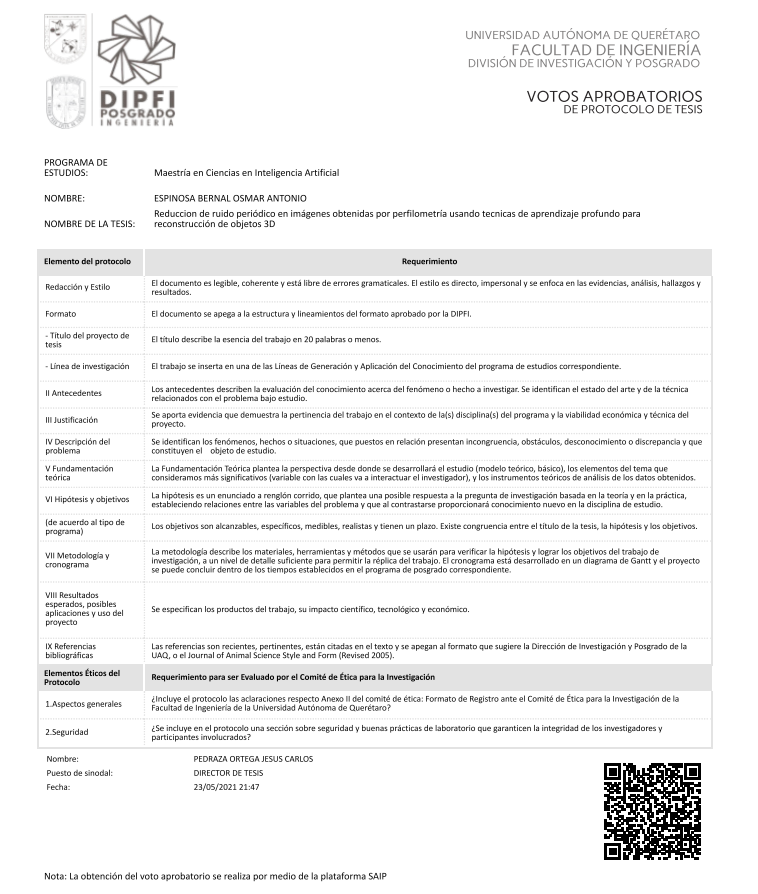 UNIVERSIDAD AUTÓNOMA DE QUERÉTARO
FACULTAD DE INGENIERÍA
DIVISIÓN DE INVESTIGACIÓN Y POSGRADO
DIPFI
POSGRADO
INGENIERÍA
VOTOS APROBATORIOS
DE PROTOCOLO DE TESIS
PROGRAMA DE
ESTUDIOS: Maestría en Ciencias en Inteligencia Artificial
NOMBRE: ESPINOSA BERNAL OSMAR ANTONIO
NOMBRE DE LA TESIS: Reduccion de ruido periódico en imágenes obtenidas por perfilometría usando tecnicas de aprendizaje profundo para
reconstrucción de objetos 3D
Elemento del protocolo Requerimiento
Redacción y Estilo El documento es legible, coherente y está libre de errores gramaticales. El estilo es directo, impersonal y se enfoca en las evidencias, análisis, hallazgos y
resultados.
Formato El documento se apega a la estructura y lineamientos del formato aprobado por la DIPFI.
- Título del proyecto de
tesis El título describe la esencia del trabajo en 20 palabras o menos.
- Línea de investigación El trabajo se inserta en una de las Líneas de Generación y Aplicación del Conocimiento del programa de estudios correspondiente.
II Antecedentes Los antecedentes describen la evaluación del conocimiento acerca del fenómeno o hecho a investigar. Se identifican el estado del arte y de la técnica
relacionados con el problema bajo estudio.
III Justificación Se aporta evidencia que demuestra la pertinencia del trabajo en el contexto de la(s) disciplina(s) del programa y la viabilidad económica y técnica del
proyecto.
IV Descripción del
problema Se identifican los fenómenos, hechos o situaciones, que puestos en relación presentan incongruencia, obstáculos, desconocimiento o discrepancia y que
constituyen el objeto de estudio.
V Fundamentación
teórica La Fundamentación Teórica plantea la perspectiva desde donde se desarrollará el estudio (modelo teórico, básico), los elementos del tema que
consideramos más significativos (variable con las cuales va a interactuar el investigador), y los instrumentos teóricos de análisis de los datos obtenidos.
VI Hipótesis y objetivos La hipótesis es un enunciado a renglón corrido, que plantea una posible respuesta a la pregunta de investigación basada en la teoría y en la práctica,
estableciendo relaciones entre las variables del problema y que al contrastarse proporcionará conocimiento nuevo en la disciplina de estudio.
(de acuerdo al tipo de
programa) Los objetivos son alcanzables, específicos, medibles, realistas y tienen un plazo. Existe congruencia entre el título de la tesis, la hipótesis y los objetivos.
VII Metodología y
cronograma La metodología describe los materiales, herramientas y métodos que se usarán para verificar la hipótesis y lograr los objetivos del trabajo de
investigación, a un nivel de detalle suficiente para permitir la réplica del trabajo. El cronograma está desarrollado en un diagrama de Gantt y el proyecto
se puede concluir dentro de los tiempos establecidos en el programa de posgrado correspondiente.
VIII Resultados
esperados, posibles
aplicaciones y uso del
proyecto Se especifican los productos del trabajo, su impacto científico, tecnológico y económico.
IX Referencias
bibliográficas Las referencias son recientes, pertinentes, están citadas en el texto y se apegan al formato que sugiere la Dirección de Investigación y Posgrado de la
UAQ, o el Journal of Animal Science Style and Form (Revised 2005).
Elementos Éticos del
Protocolo Requerimiento para ser Evaluado por el Comité de Ética para la Investigación
1.Aspectos generales ¿Incluye el protocolo las aclaraciones respecto Anexo II del comité de ética: Formato de Registro ante el Comité de Ética para la Investigación de la
Facultad de Ingeniería de la Universidad Autónoma de Querétaro?
2.Seguridad ¿Se incluye en el protocolo una sección sobre seguridad y buenas prácticas de laboratorio que garanticen la integridad de los investigadores y
participantes involucrados?
Nombre: PEDRAZA ORTEGA JESUS CARLOS
Puesto de sinodal: DIRECTOR DE TESIS
Fecha: 23/05/2021 21:47
Nota: La obtención del voto aprobatorio se realiza por medio de la plataforma SAIP